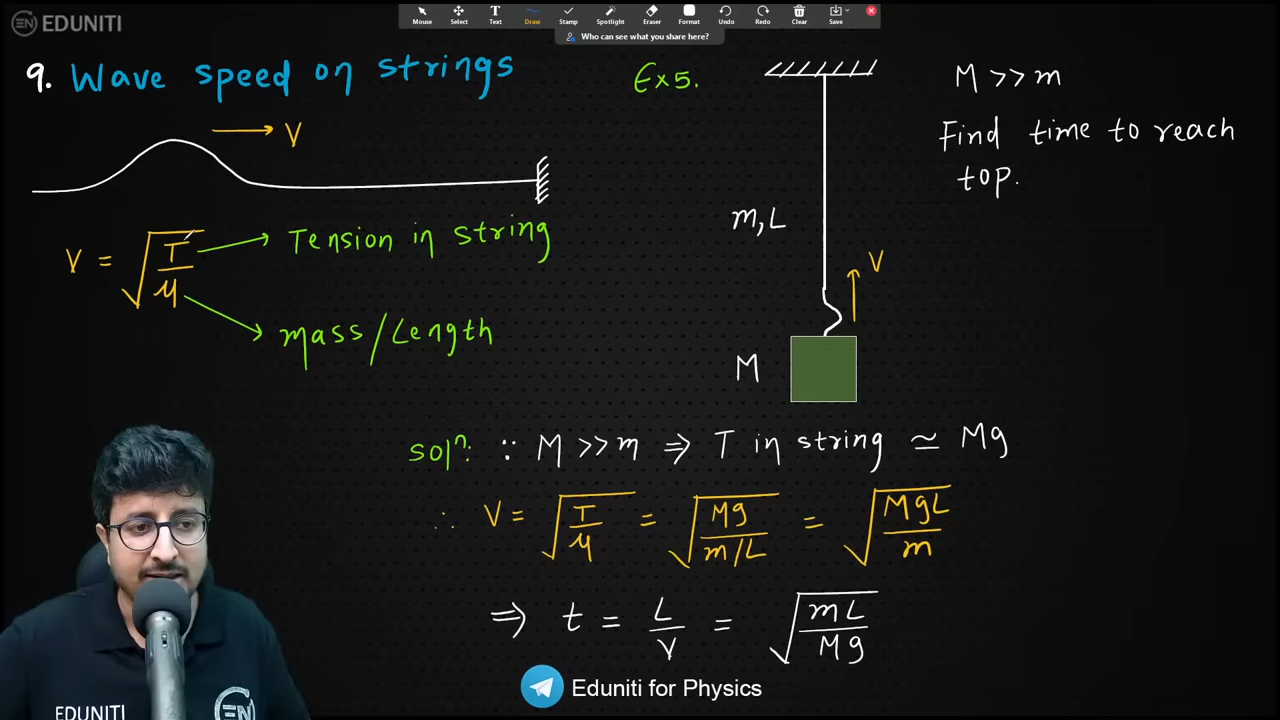 EDUNITI
Mouse Select Text Draw Stamp Spotlight Eraser Format Undo Redo Clear Save
Who can see what you share here?
9. Wave speed on strings
V
V = √(T/μ)
Tension in string
mass/Length
Ex5.
M >> m
Find time to reach
top.
m, L
V
M
Solⁿ: ∵ M >> m ⇒ T in string ≃ Mg
∴ V = √(T/μ) = √(Mg/(m/L)) = √(MgL/m)
⇒ t = L/V = √(mL/Mg)
Eduniti for Physics
EDUNITI
EN